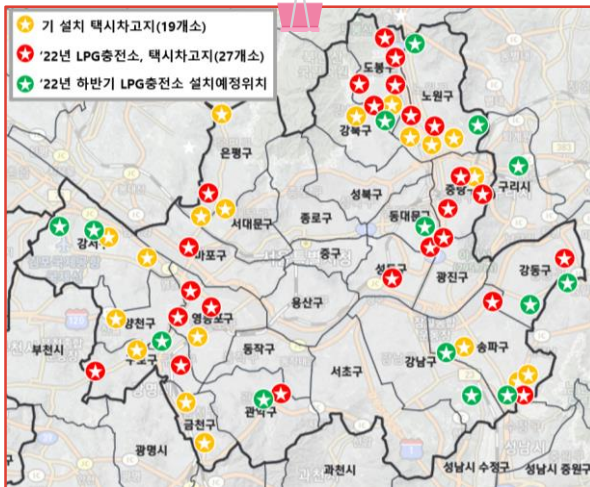 기 설치 택시차고지(19개소)
'22년 LPG충전소, 택시차고지(27개소)
'22년 하반기 LPG충전소 설치예정위치
도봉구
노원구
강북구
은평구
성북구
중랑구
구리시
서대문구
종로구
동대문구
강서구
마포구
중구
성동구
광진구
강동구
용산구
양천구
영등포구
부천시
구로구
동작구
강남구
송파구
서초구
관악구
금천구
광명시
과천시
성남시 수정구
성남시 중원구